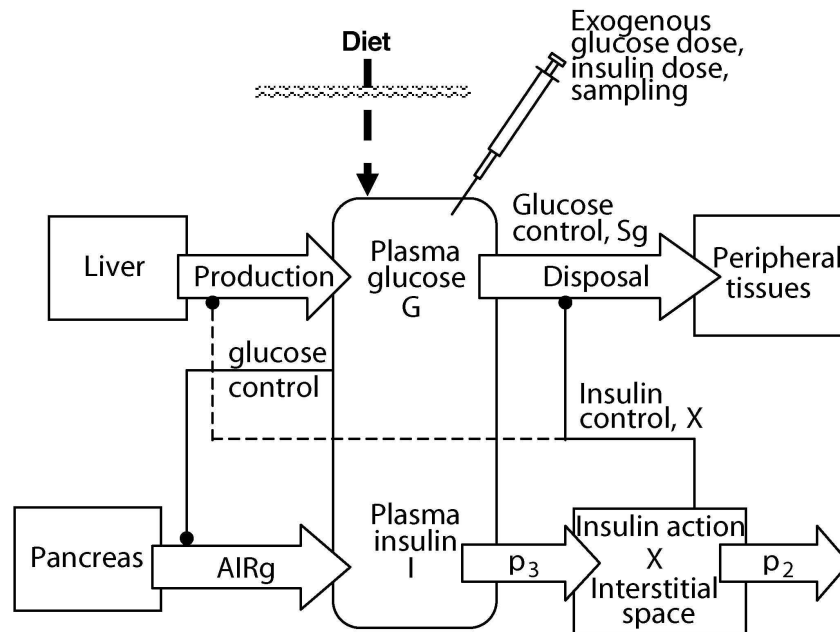 Diet
Exogenous
glucose dose,
insulin dose,
sampling
Liver
Production
Plasma
glucose
G
Glucose
control, Sg
Disposal
Peripheral
tissues
glucose
control
Insulin
control, X
Pancreas
AIRg
Plasma
insulin
I
p3
Insulin action
X
Interstitial
space
p2